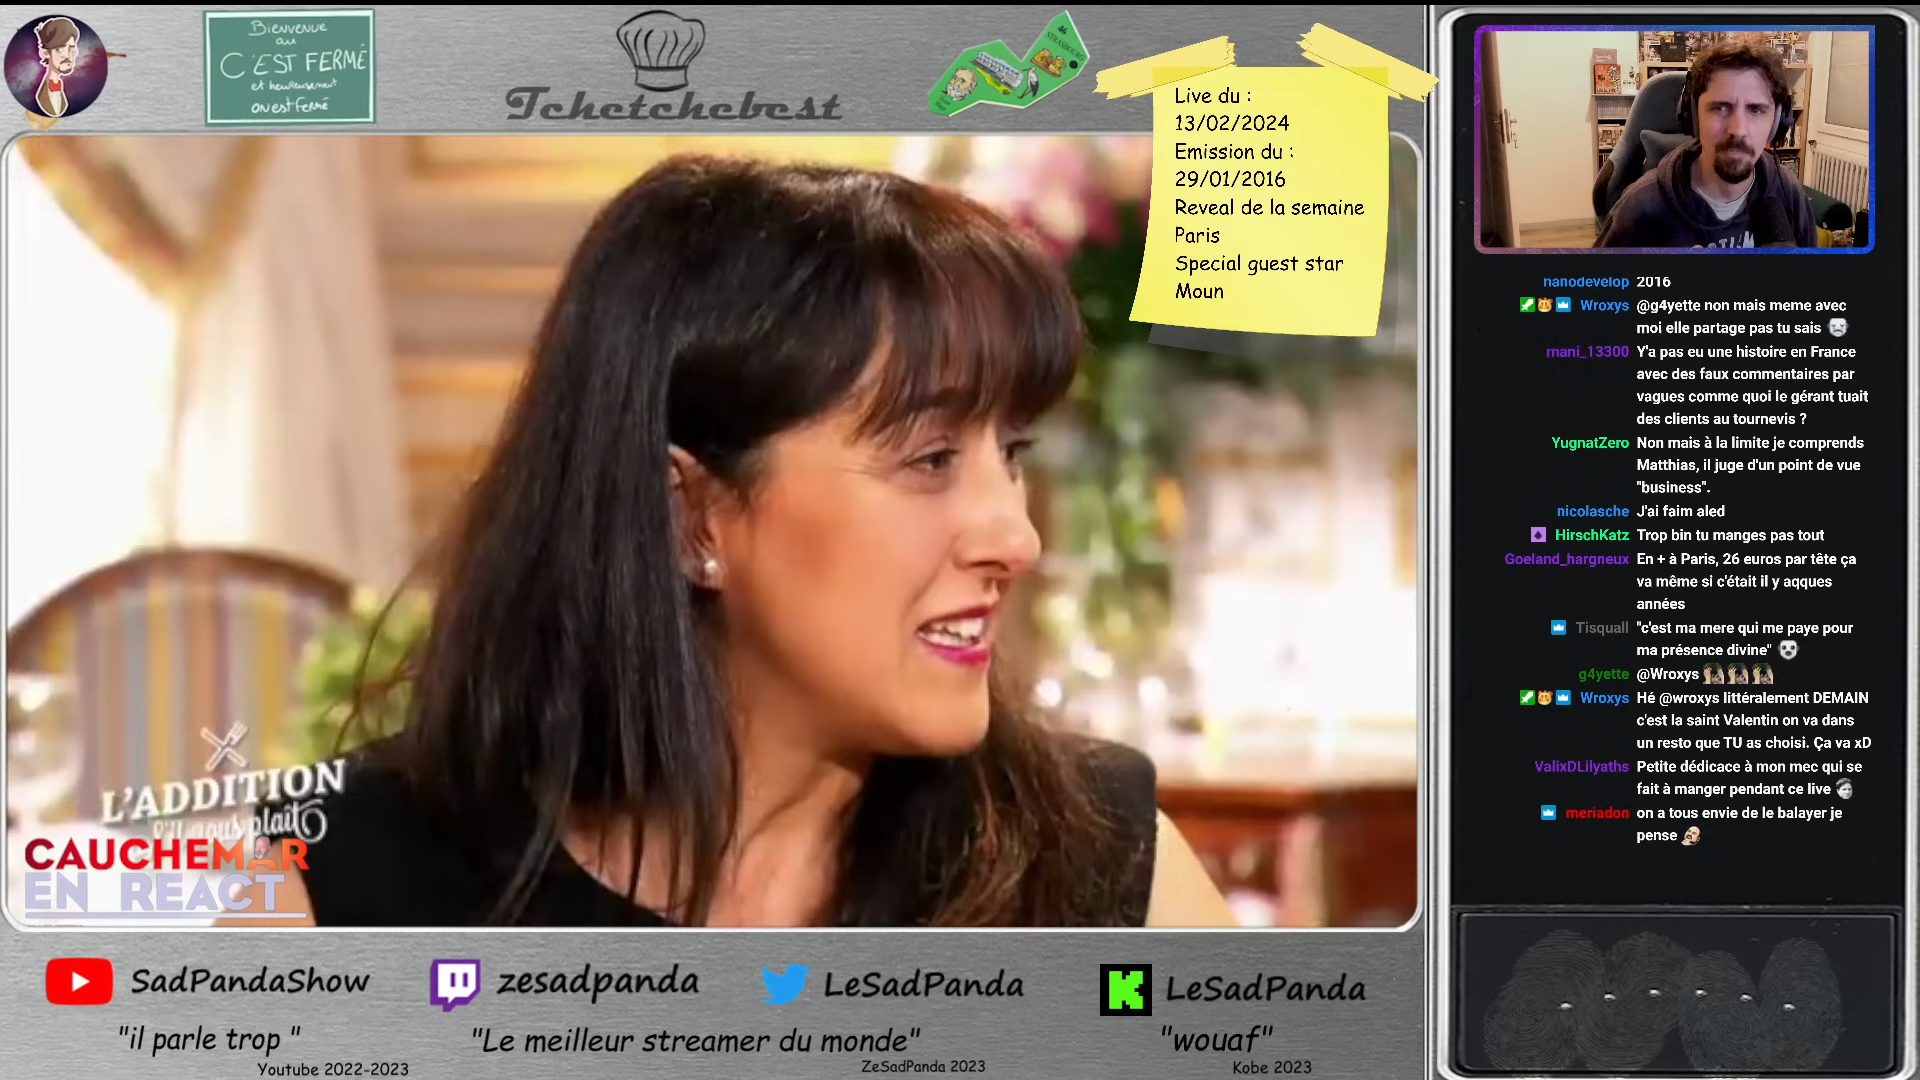 Bienvenue
au
C'EST FERMÉ
et heureusement
on est fermé
Tchetchebest
46
STRASBOURG
Live du :
13/02/2024
Emission du :
29/01/2016
Reveal de la semaine
Paris
Special guest star
Moun
nanodevelop 2016
Wroxys @g4yette non mais meme avec
moi elle partage pas tu sais
mani_13300 Y'a pas eu une histoire en France
avec des faux commentaires par
vagues comme quoi le gérant tuait
des clients au tournevis ?
YugnatZero Non mais à la limite je comprends
Matthias, il juge d'un point de vue
"business".
nicolasche J'ai faim aled
HirschKatz Trop bin tu manges pas tout
Goeland_hargneux En + à Paris, 26 euros par tête ça
va même si c'était il y aqques
années
Tisquall "c'est ma mere qui me paye pour
ma présence divine"
g4yette @Wroxys
Wroxys Hé @wroxys littéralement DEMAIN
c'est la saint Valentin on va dans
un resto que TU as choisi. Ça va xD
ValixDLilyaths Petite dédicace à mon mec qui se
fait à manger pendant ce live
meriadon on a tous envie de le balayer je
pense
L'ADDITION
s'il vous plaît
CAUCHEMAR
EN REACT
SadPandaShow
zesadpanda
LeSadPanda
LeSadPanda
"il parle trop "
"Le meilleur streamer du monde"
"wouaf"
Youtube 2022-2023
ZeSadPanda 2023
Kobe 2023